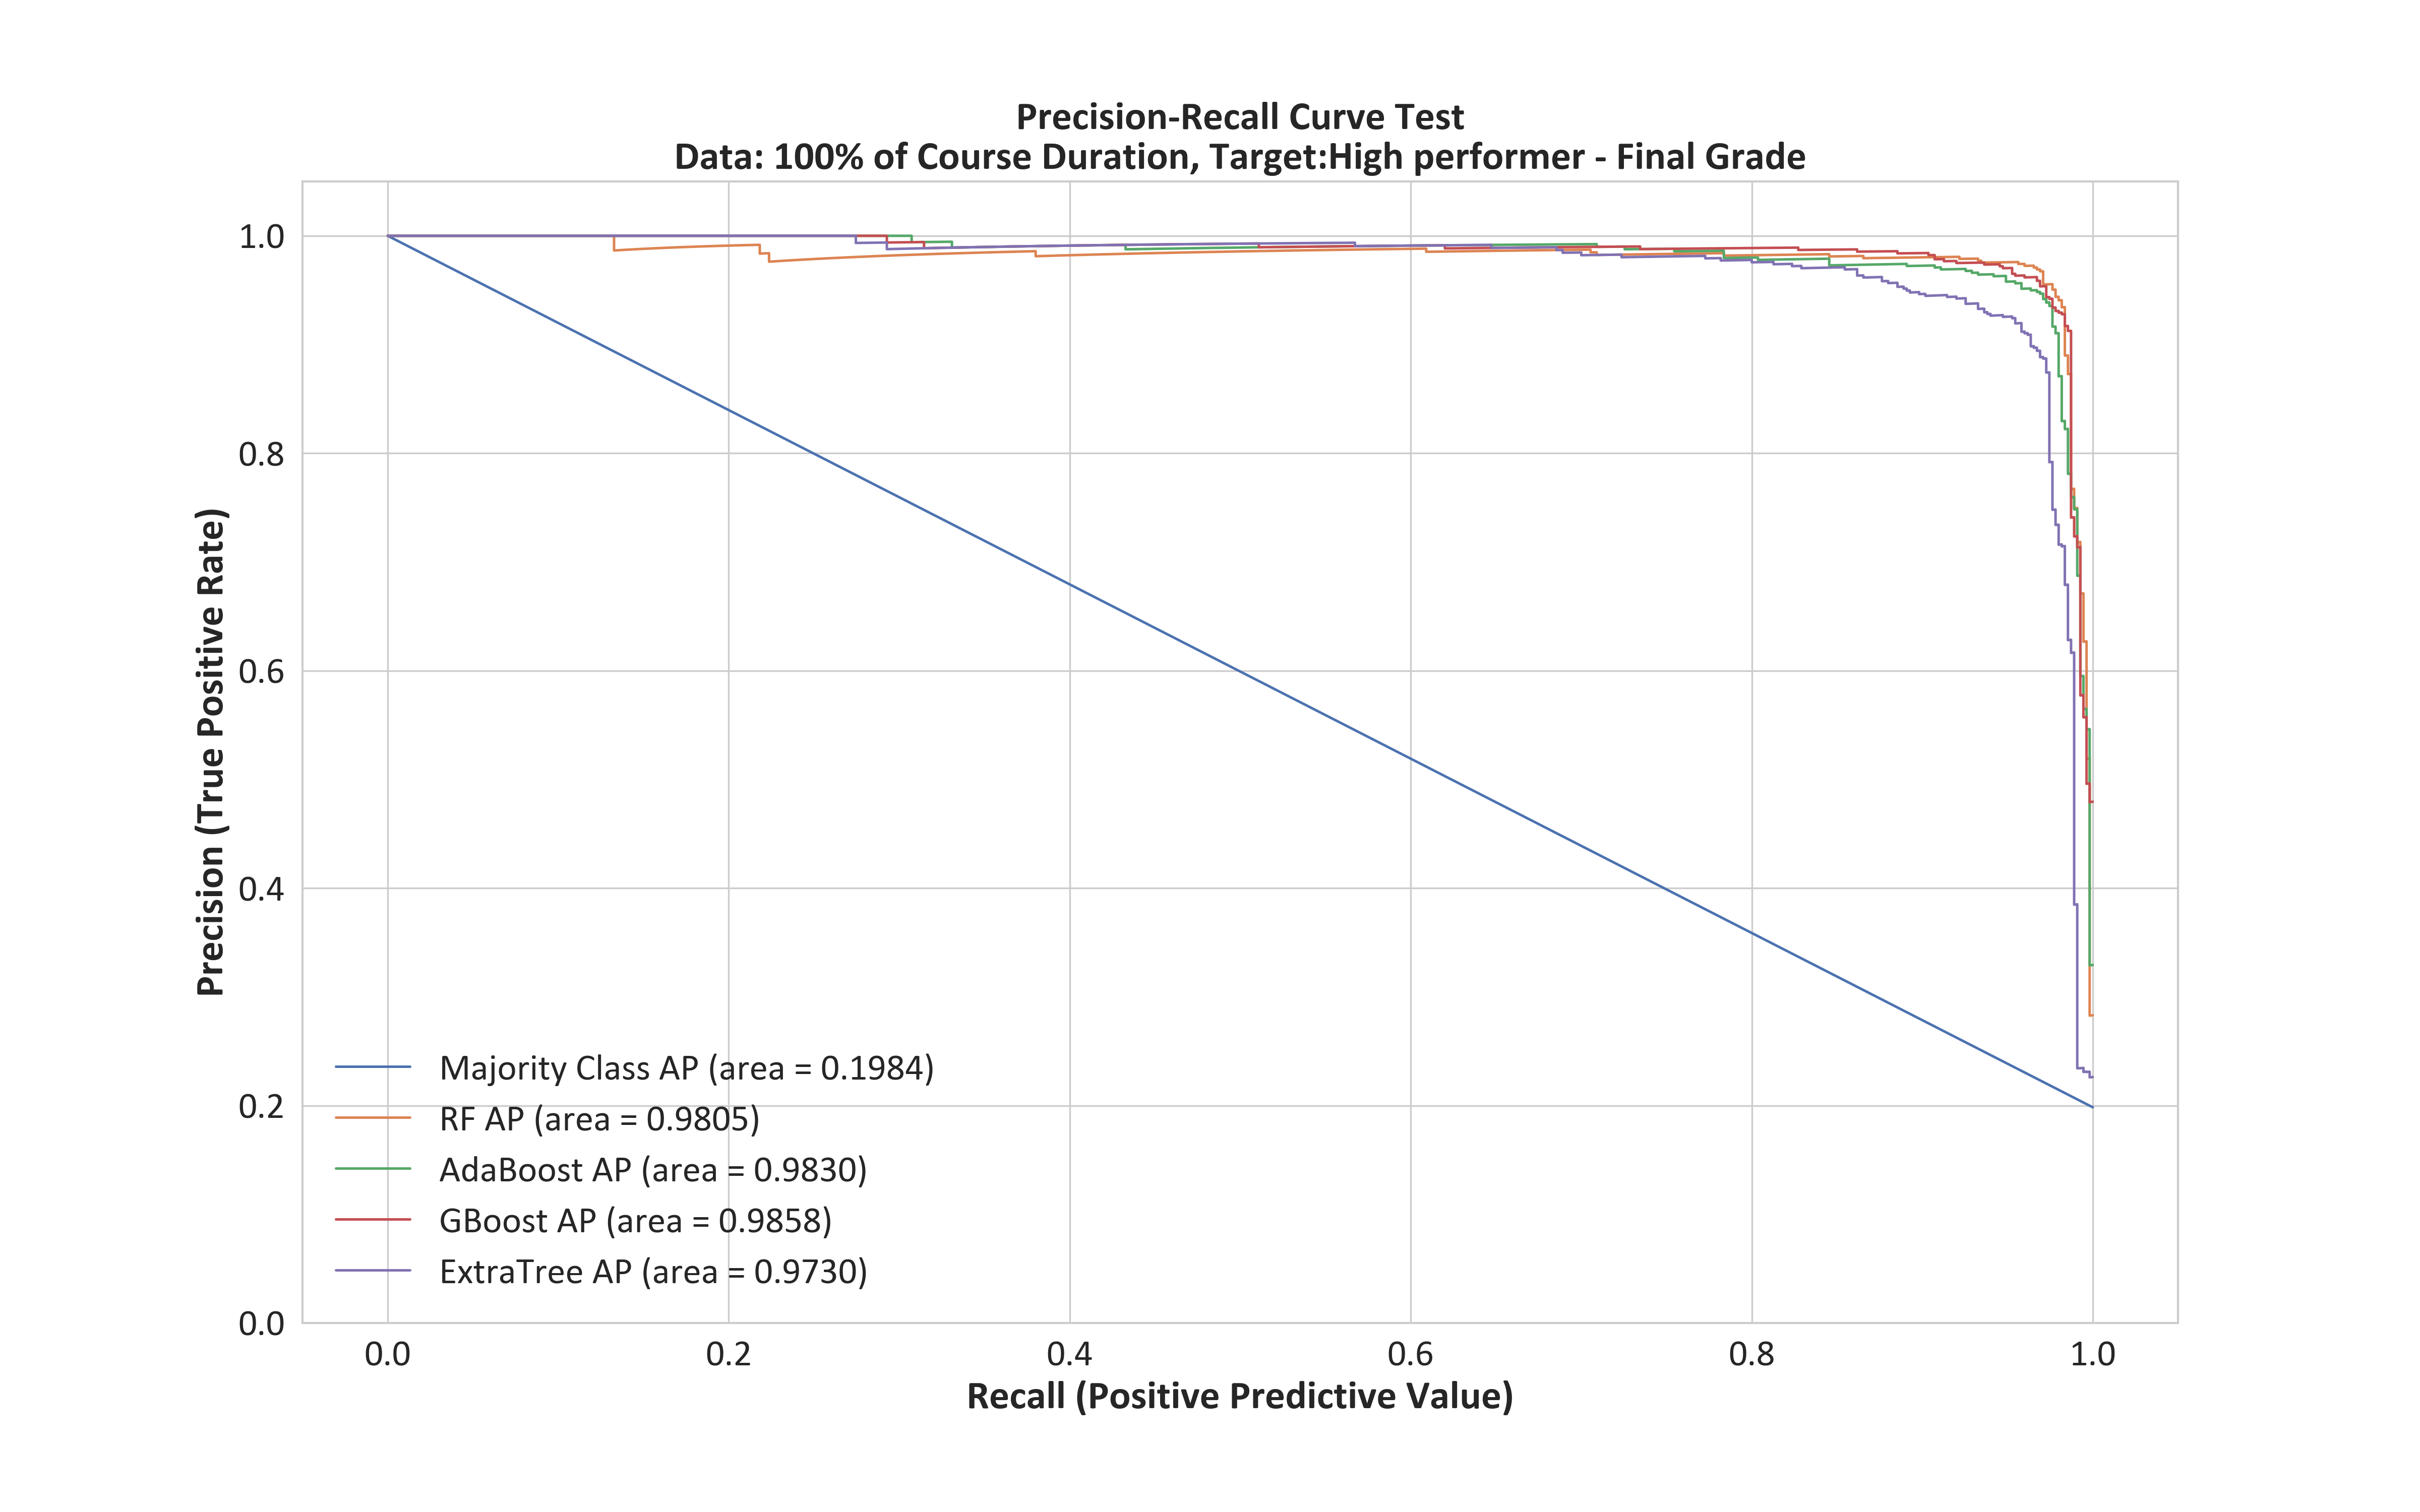 Precision-Recall Curve Test
Data: 100% of Course Duration, Target:High performer - Final Grade
Precision (True Positive Rate)
1.0
0.8
0.6
0.4
0.2
0.0
Majority Class AP (area = 0.1984)
RF AP (area = 0.9805)
AdaBoost AP (area = 0.9830)
GBoost AP (area = 0.9858)
ExtraTree AP (area = 0.9730)
0.0 0.2 0.4 0.6 0.8 1.0
Recall (Positive Predictive Value)